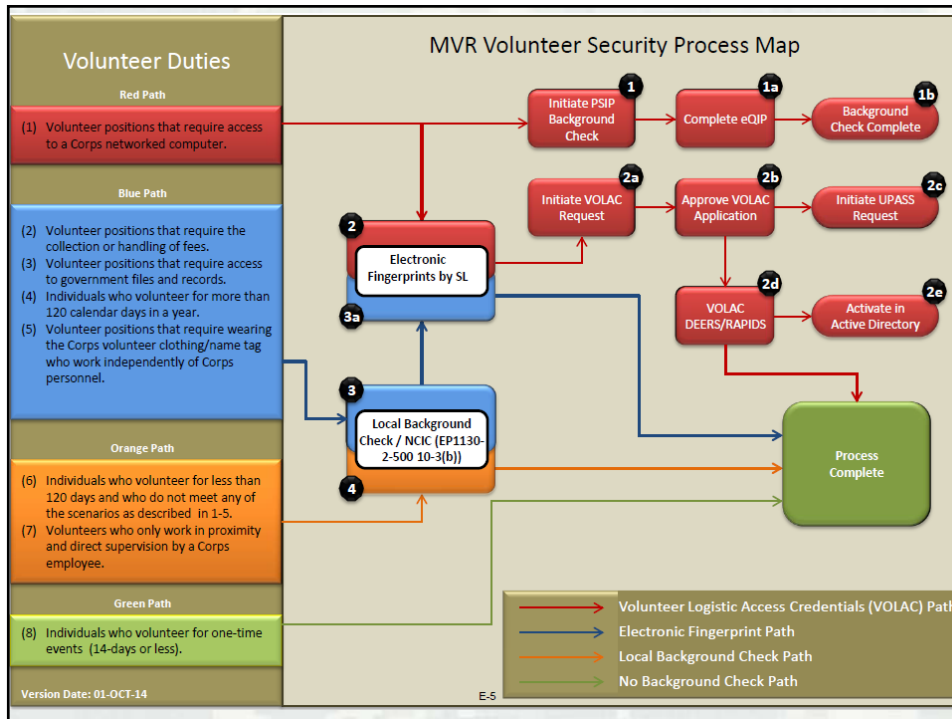 Volunteer Duties
Red Path
(1) Volunteer positions that require access
to a Corps networked computer.
Blue Path
(2) Volunteer positions that require the
collection or handling of fees.
(3) Volunteer positions that require access
to government files and records.
(4) Individuals who volunteer for more than
120 calendar days in a year.
(5) Volunteer positions that require wearing
the Corps volunteer clothing/name tag
who work independently of Corps
personnel.
Orange Path
(6) Individuals who volunteer for less than
120 days and who do not meet any of
the scenarios as described in 1-5.
(7) Volunteers who only work in proximity
and direct supervision by a Corps
employee.
Green Path
(8) Individuals who volunteer for one-time
events (14-days or less).
Version Date: 01-OCT-14
MVR Volunteer Security Process Map
1
Initiate PSIP
Background
Check
1a
Complete eQIP
1b
Background
Check Complete
2
Electronic
Fingerprints by SL
3a
2a
Initiate VOLAC
Request
2b
Approve VOLAC
Application
2c
Initiate UPASS
Request
2d
VOLAC
DEERS/RAPIDS
2e
Activate in
Active Directory
3
Local Background
Check / NCIC (EP1130-
2-500 10-3(b))
4
Process
Complete
Volunteer Logistic Access Credentials (VOLAC) Path
Electronic Fingerprint Path
Local Background Check Path
No Background Check Path
E-5